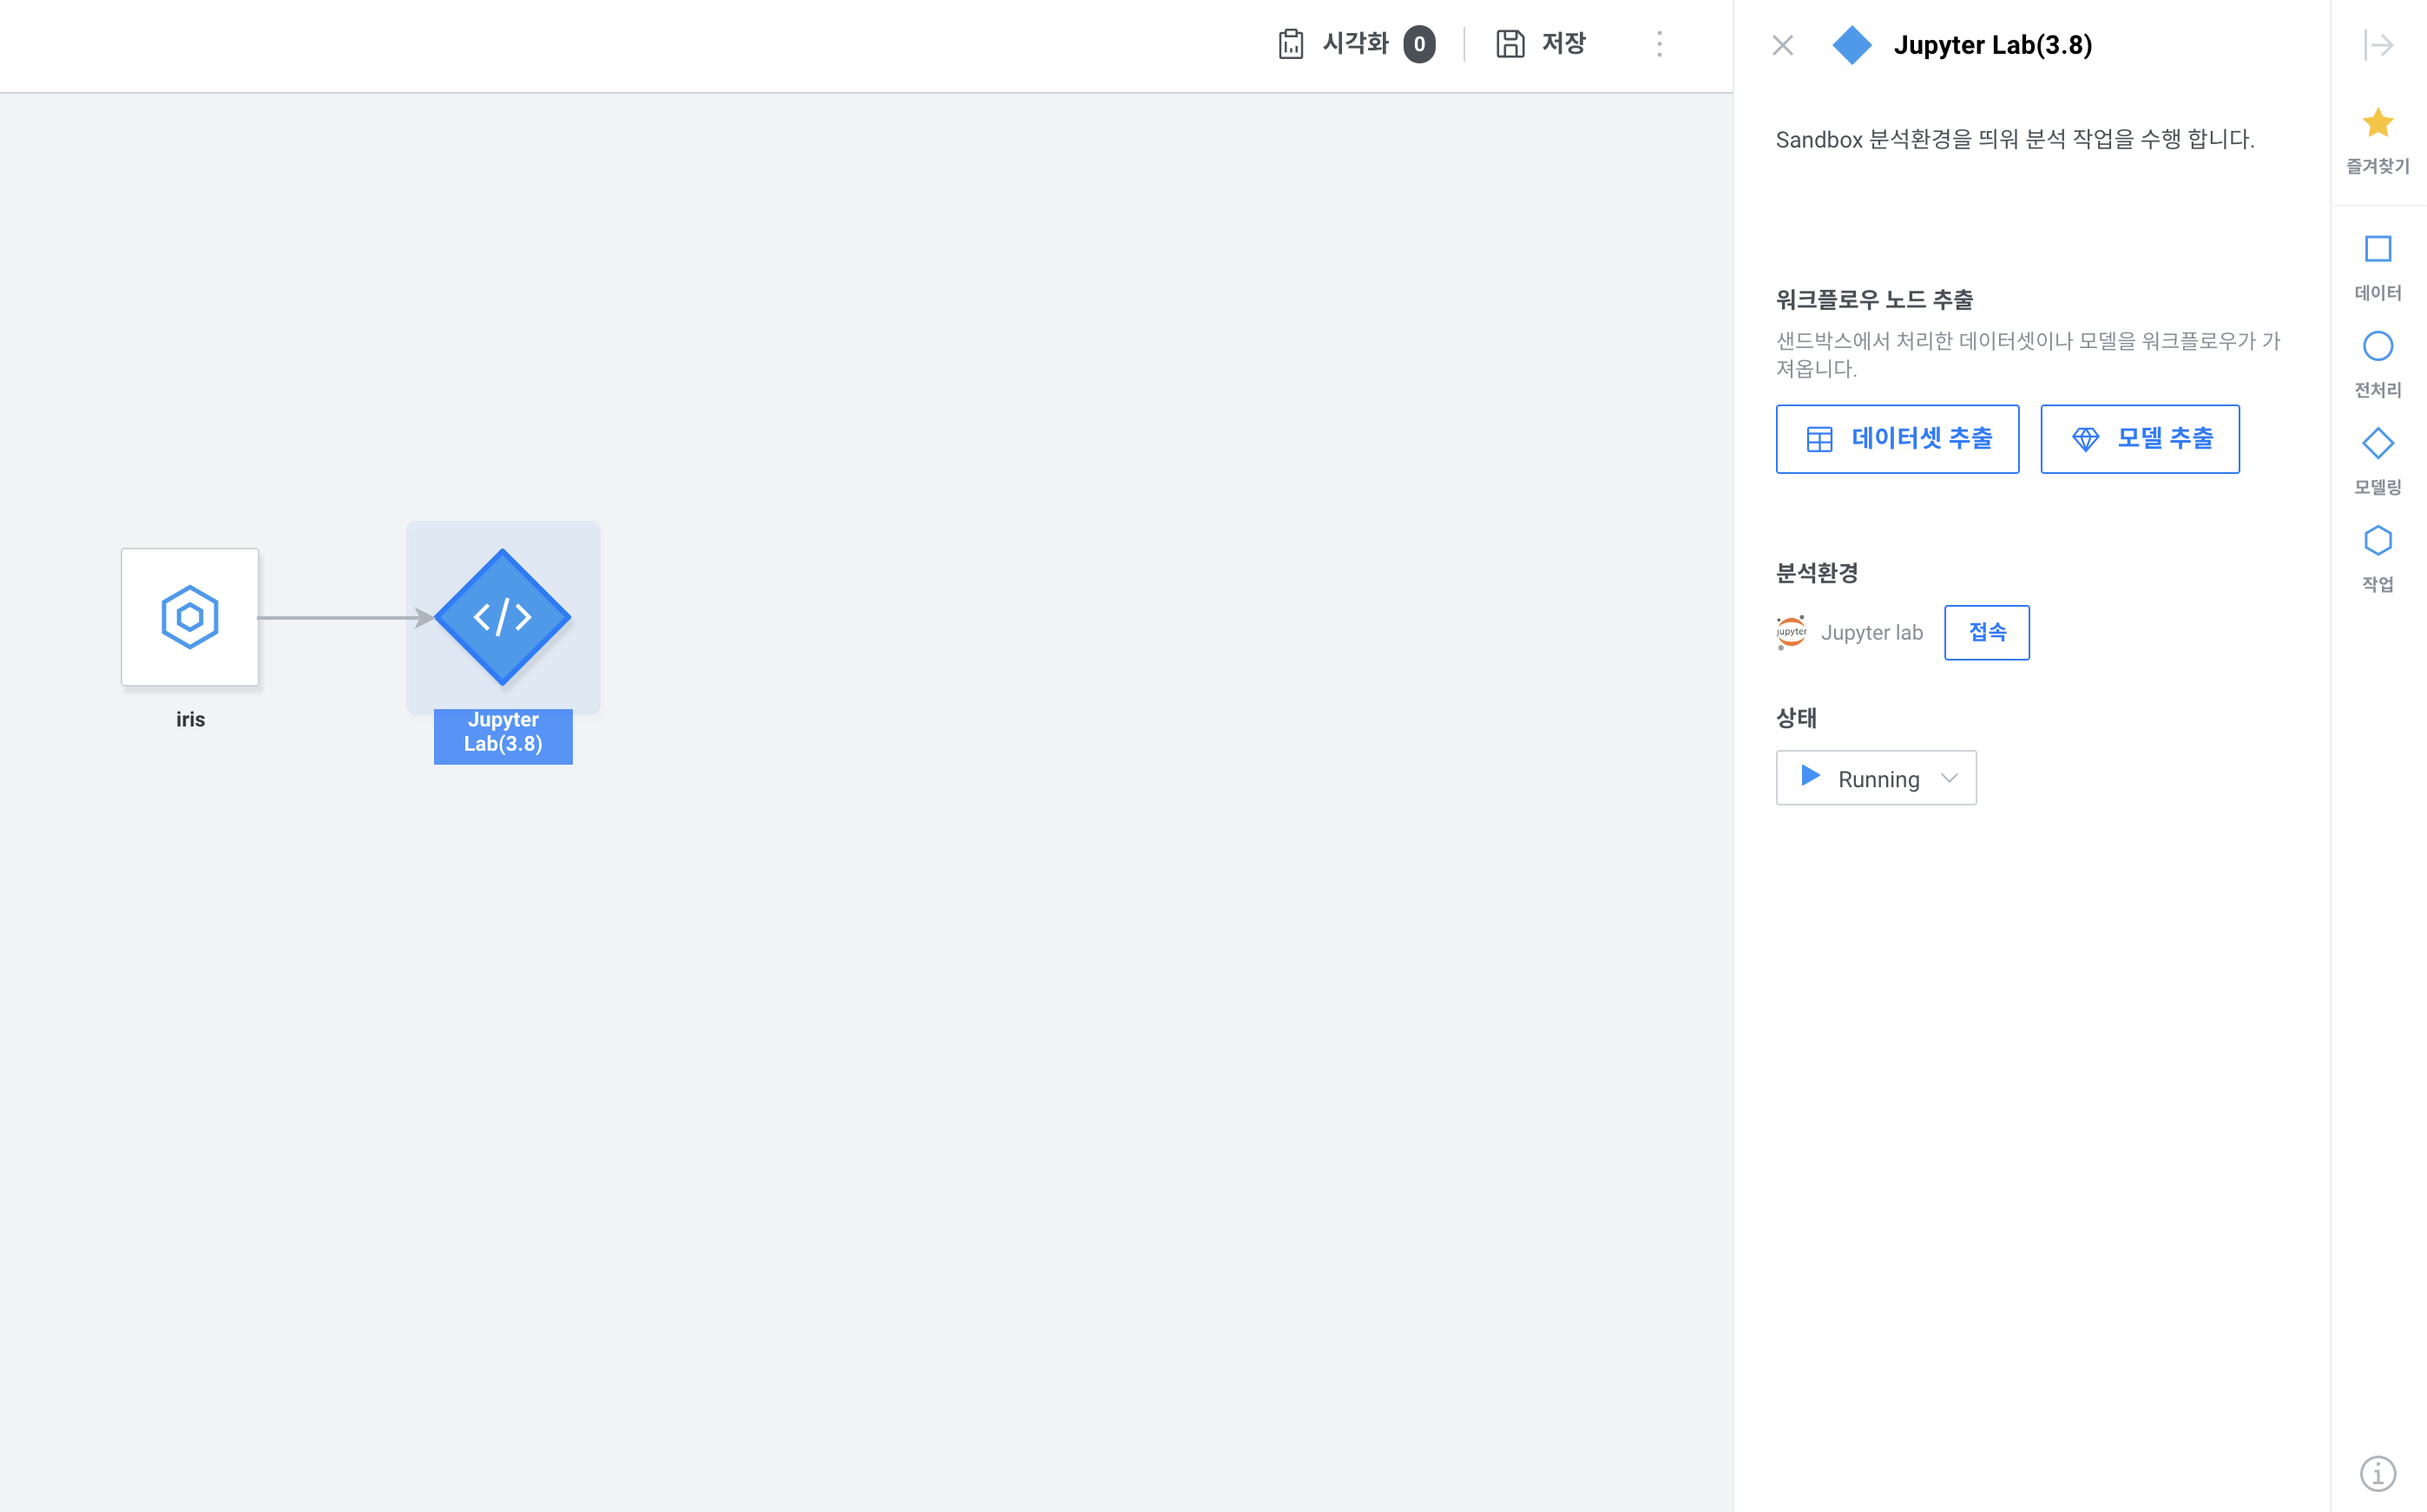 시각화 0
저장
Jupyter Lab(3.8)
Sandbox 분석환경을 띄워 분석 작업을 수행 합니다.
워크플로우 노드 추출
샌드박스에서 처리한 데이터셋이나 모델을 워크플로우가 가
져옵니다.
데이터셋 추출
모델 추출
분석환경
jupyter
Jupyter lab
접속
상태
Running
iris
Jupyter
Lab(3.8)
즐겨찾기
데이터
전처리
모델링
작업